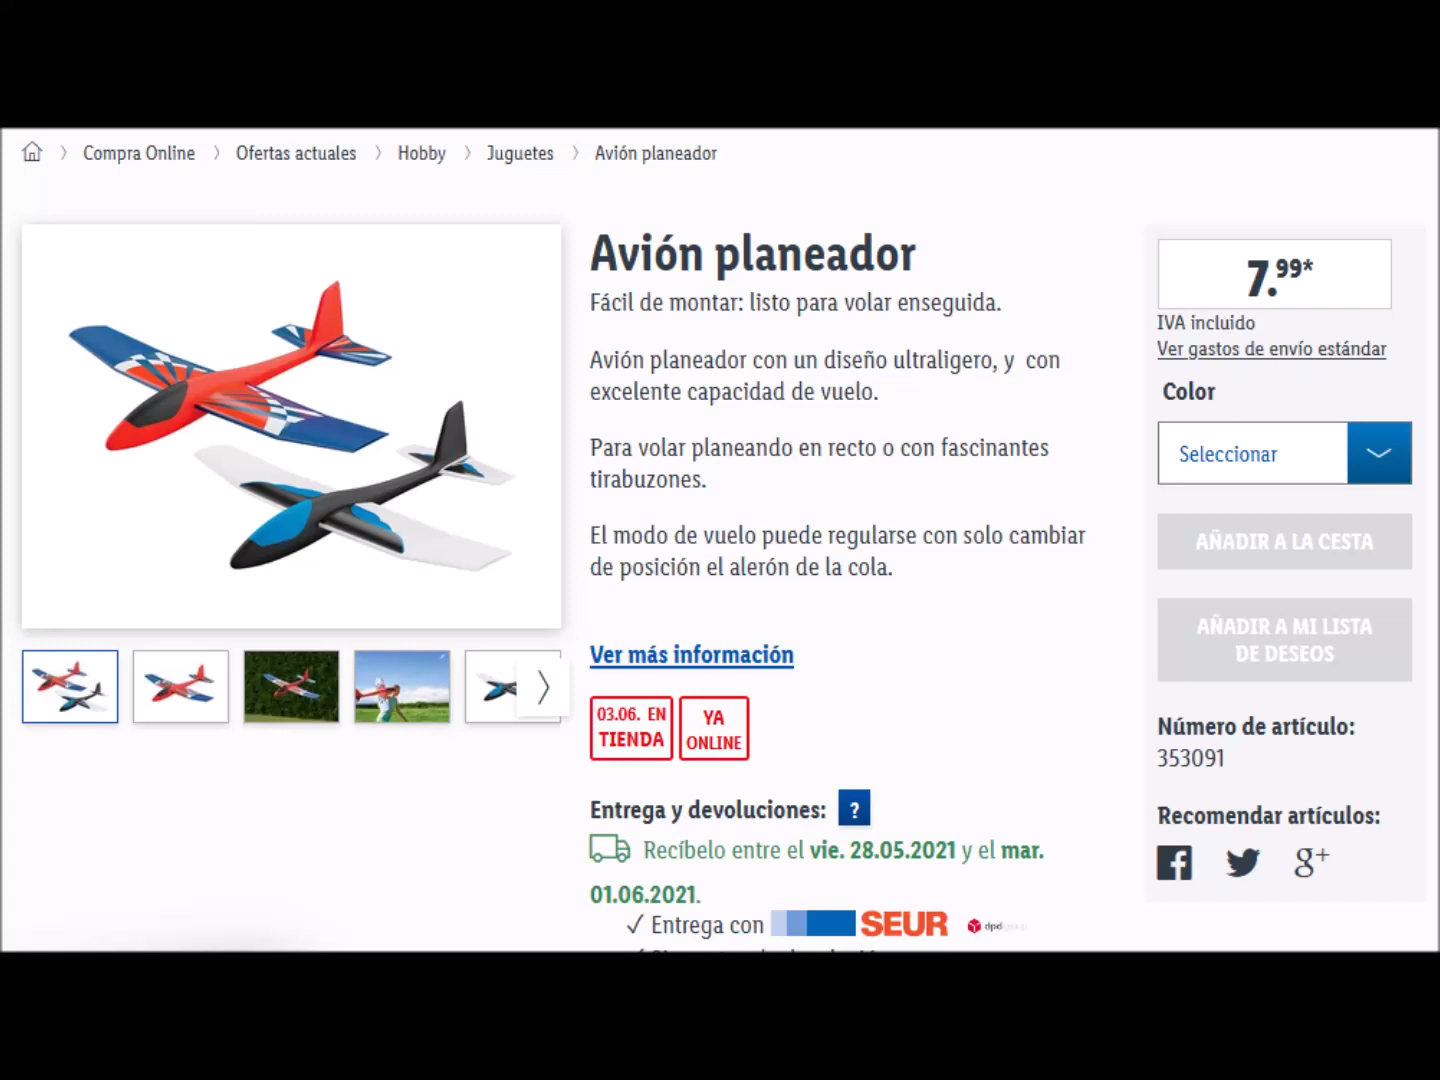 Compra Online
Ofertas actuales
Hobby
Juguetes
Avión planeador
Avión planeador
Fácil de montar: listo para volar enseguida.
Avión planeador con un diseño ultraligero, y con
excelente capacidad de vuelo.
Para volar planeando en recto o con fascinantes
tirabuzones.
El modo de vuelo puede regularse con solo cambiar
de posición el alerón de la cola.
Ver más información
03.06. EN
TIENDA
YA
ONLINE
Entrega y devoluciones: ?
Recíbelo entre el vie. 28.05.2021 y el mar.
01.06.2021.
✓ Entrega con SEUR dpd
7.99*
IVA incluido
Ver gastos de envío estándar
Color
Seleccionar
AÑADIR A LA CESTA
AÑADIR A MI LISTA
DE DESEOS
Número de artículo:
353091
Recomendar artículos:
g+